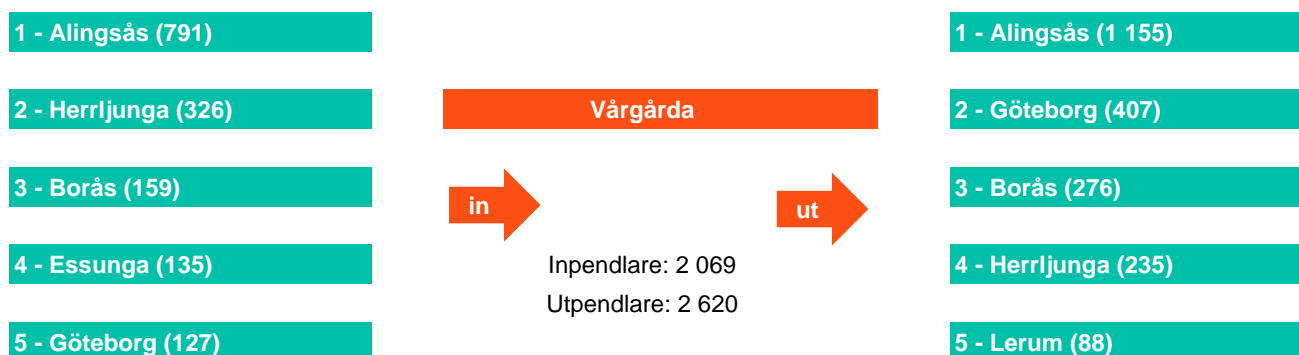 1 - Alingsås (791)
2 - Herrljunga (326)
3 - Borås (159)
4 - Essunga (135)
5 - Göteborg (127)
Vårgårda
in
ut
Inpendlare: 2 069
Utpendlare: 2 620
1 - Alingsås (1 155)
2 - Göteborg (407)
3 - Borås (276)
4 - Herrljunga (235)
5 - Lerum (88)